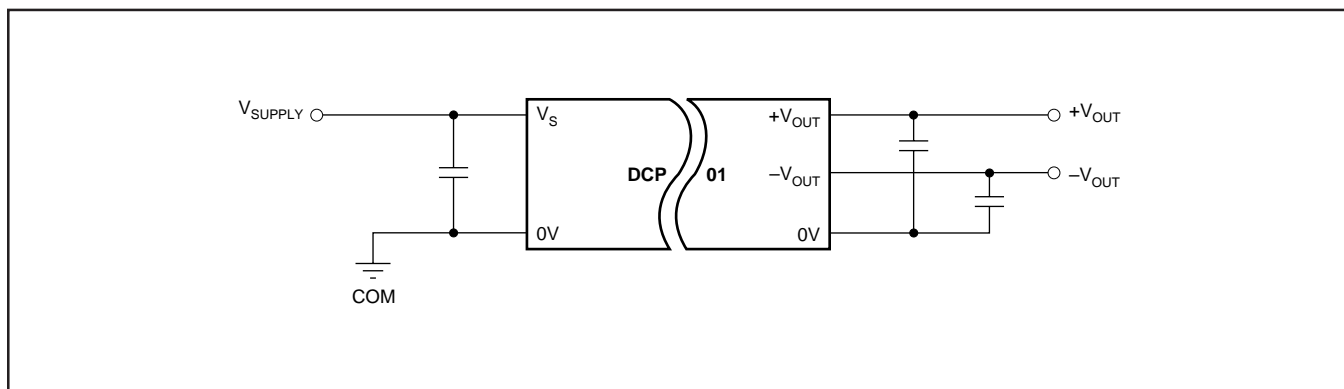 VSUPPLY
VS
+VOUT
+VOUT
DCP 01
–VOUT
–VOUT
0V
0V
COM